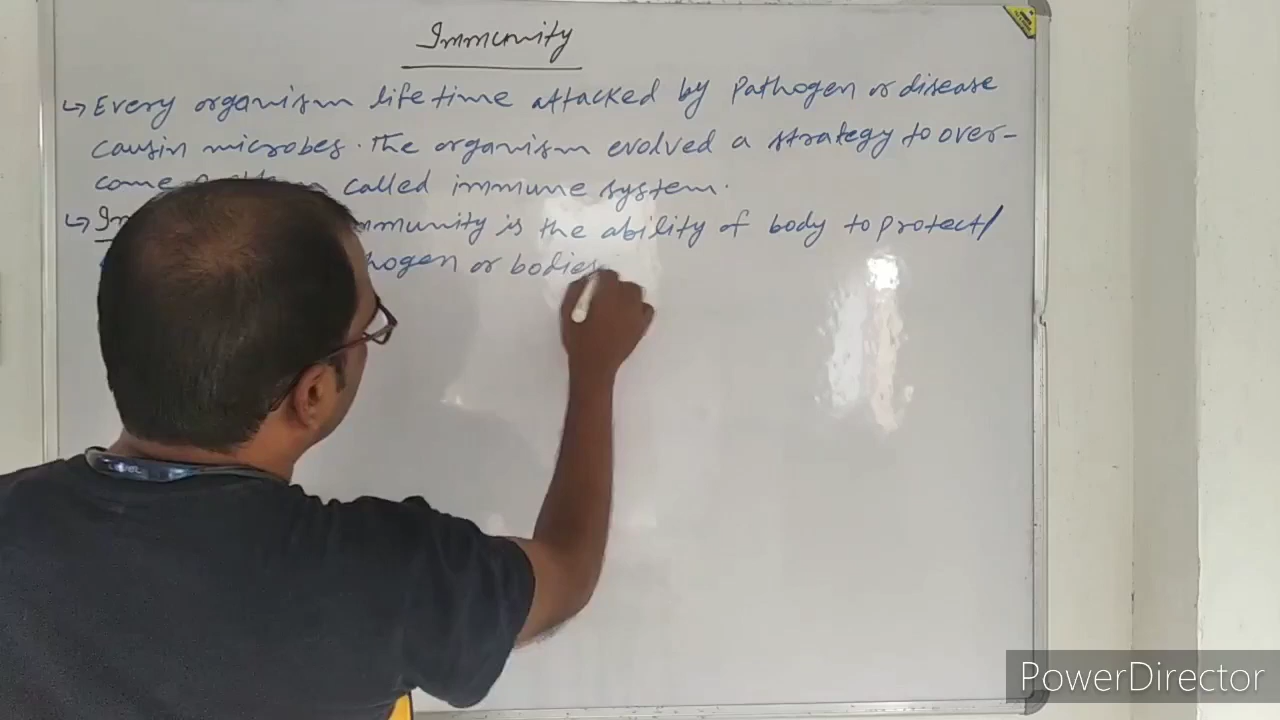 Immunity
↳ Every organism life time attacked by Pathogen or disease
causin microbes. The organism evolved a strategy to over-
come called immune system.
↳ mmunity is the ability of body to protect/
hogen or bodies
PowerDirector